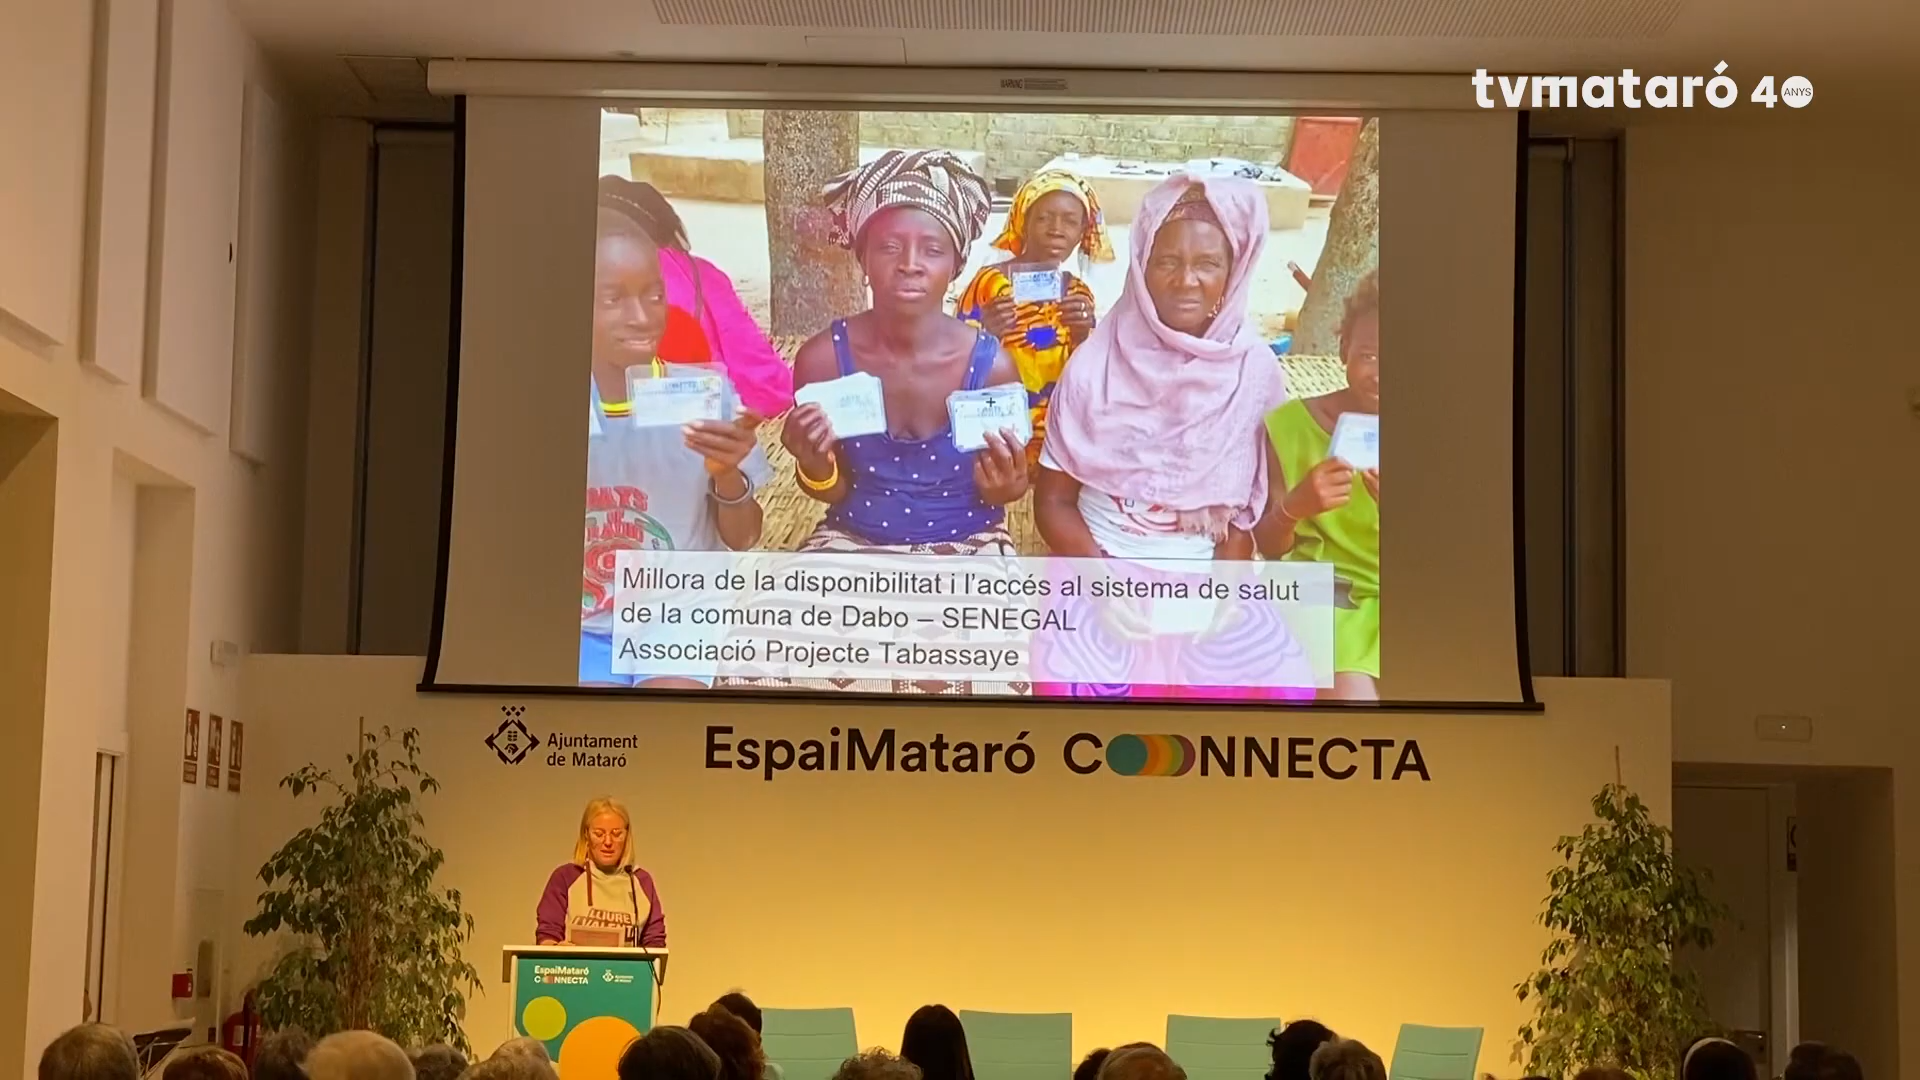 tvmataró 40
ANYS
Millora de la disponibilitat i l'accés al sistema de salut
de la comuna de Dabo – SENEGAL
Associació Projecte Tabassaye
Ajuntament
de Mataró
EspaiMataró CONNECTA
LLIURE
EspaiMataró
CONNECTA